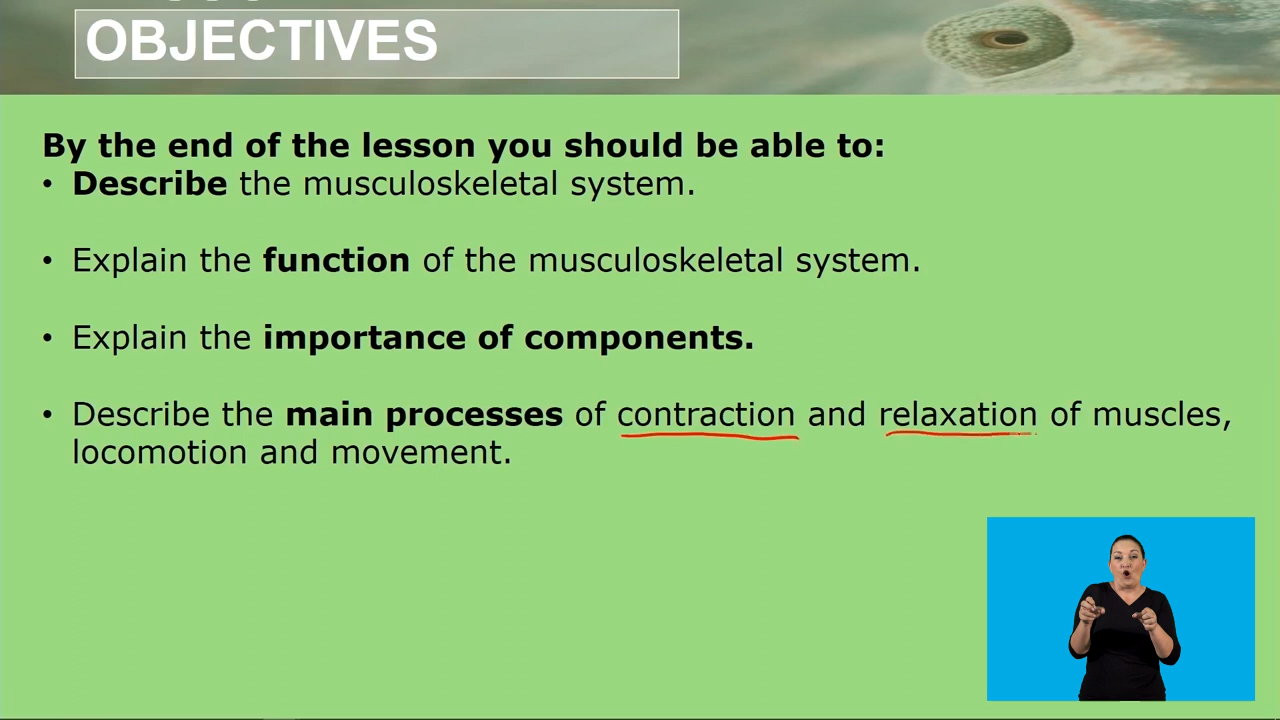 OBJECTIVES
By the end of the lesson you should be able to:
• Describe the musculoskeletal system.
• Explain the function of the musculoskeletal system.
• Explain the importance of components.
• Describe the main processes of contraction and relaxation of muscles,
locomotion and movement.